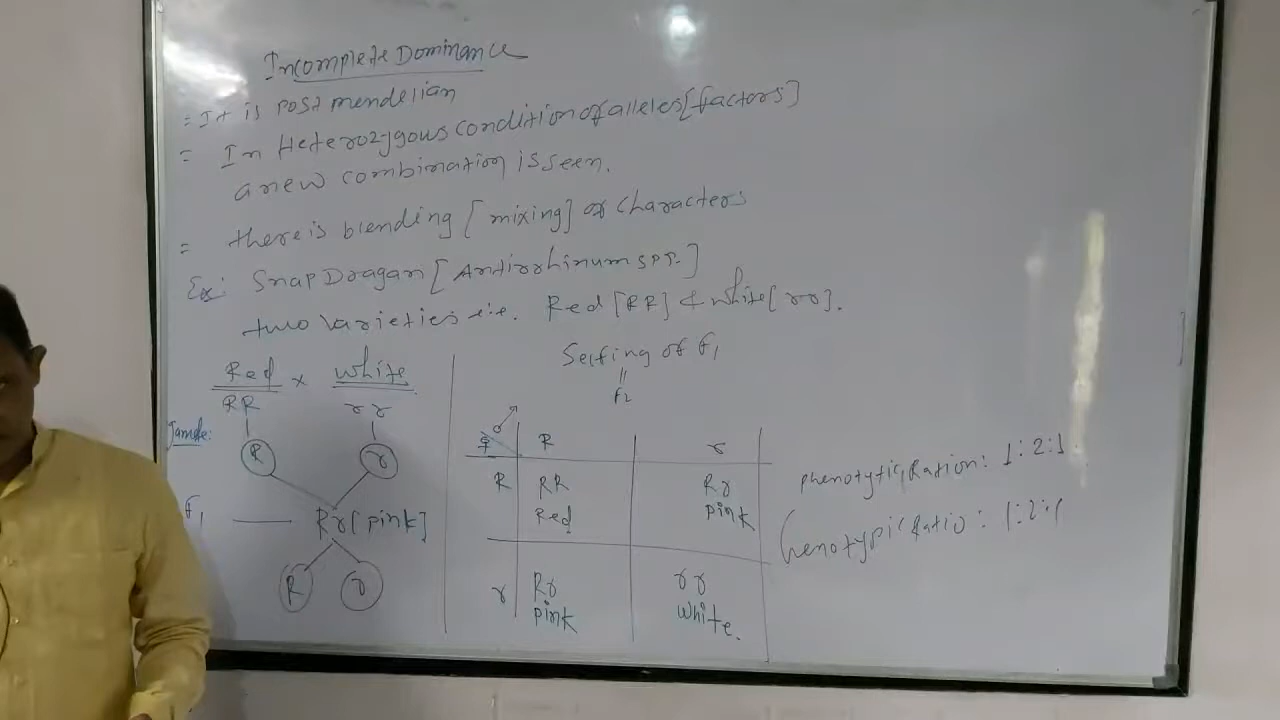 Incomplete Dominance
= It is post mendelian
= In Heterozygous condition of alleles [factors]
a new combination is seen.
= there is blending [mixing] of characters
Ex: Snap Dragan [Antirrhinum spp.]
two varieties i.e. Red [RR] & white [rr].
Red × white
RR rr
R r
F1 — Rr [pink]
R r
Selfing of F1
=
F2
♀ ♂ R r
R RR Rr
Red pink
r Rr rr
pink white.
phenotypic Ration: 1:2:1
Genotypic Ratio: 1:2:1